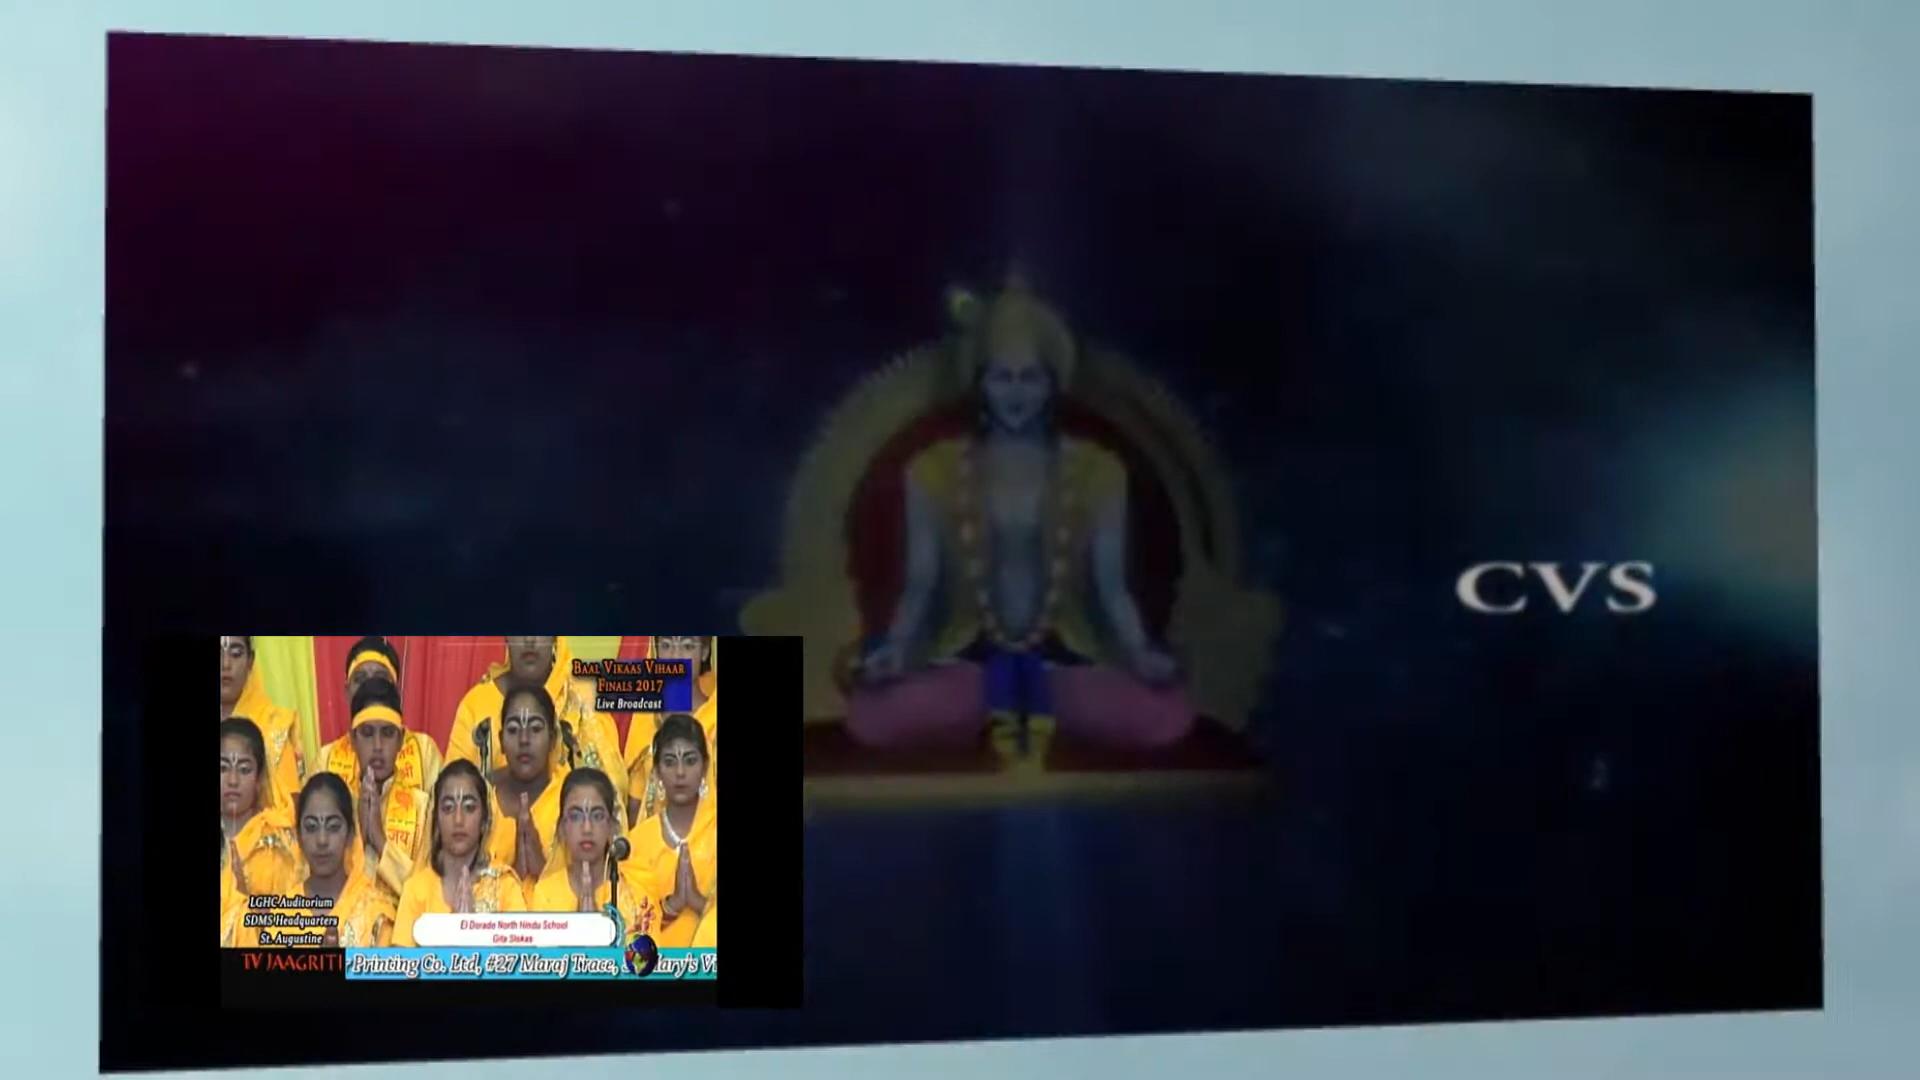 CVS
BAAL VIKAAS VIHAAR
FINALS 2017
Live Broadcast
श्री
जय
LGHC Auditorium
SDMS Headquarters
St. Augustine
El Dorado North Hindu School
Gita Slokas
TV JAAGRITI
Printing Co. Ltd, #27 Maraj Trace,